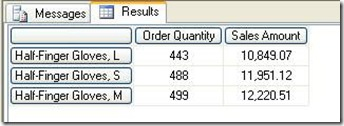 Messages Results
Order Quantity Sales Amount
Half-Finger Gloves, L 443 10,849.07
Half-Finger Gloves, S 488 11,951.12
Half-Finger Gloves, M 499 12,220.51